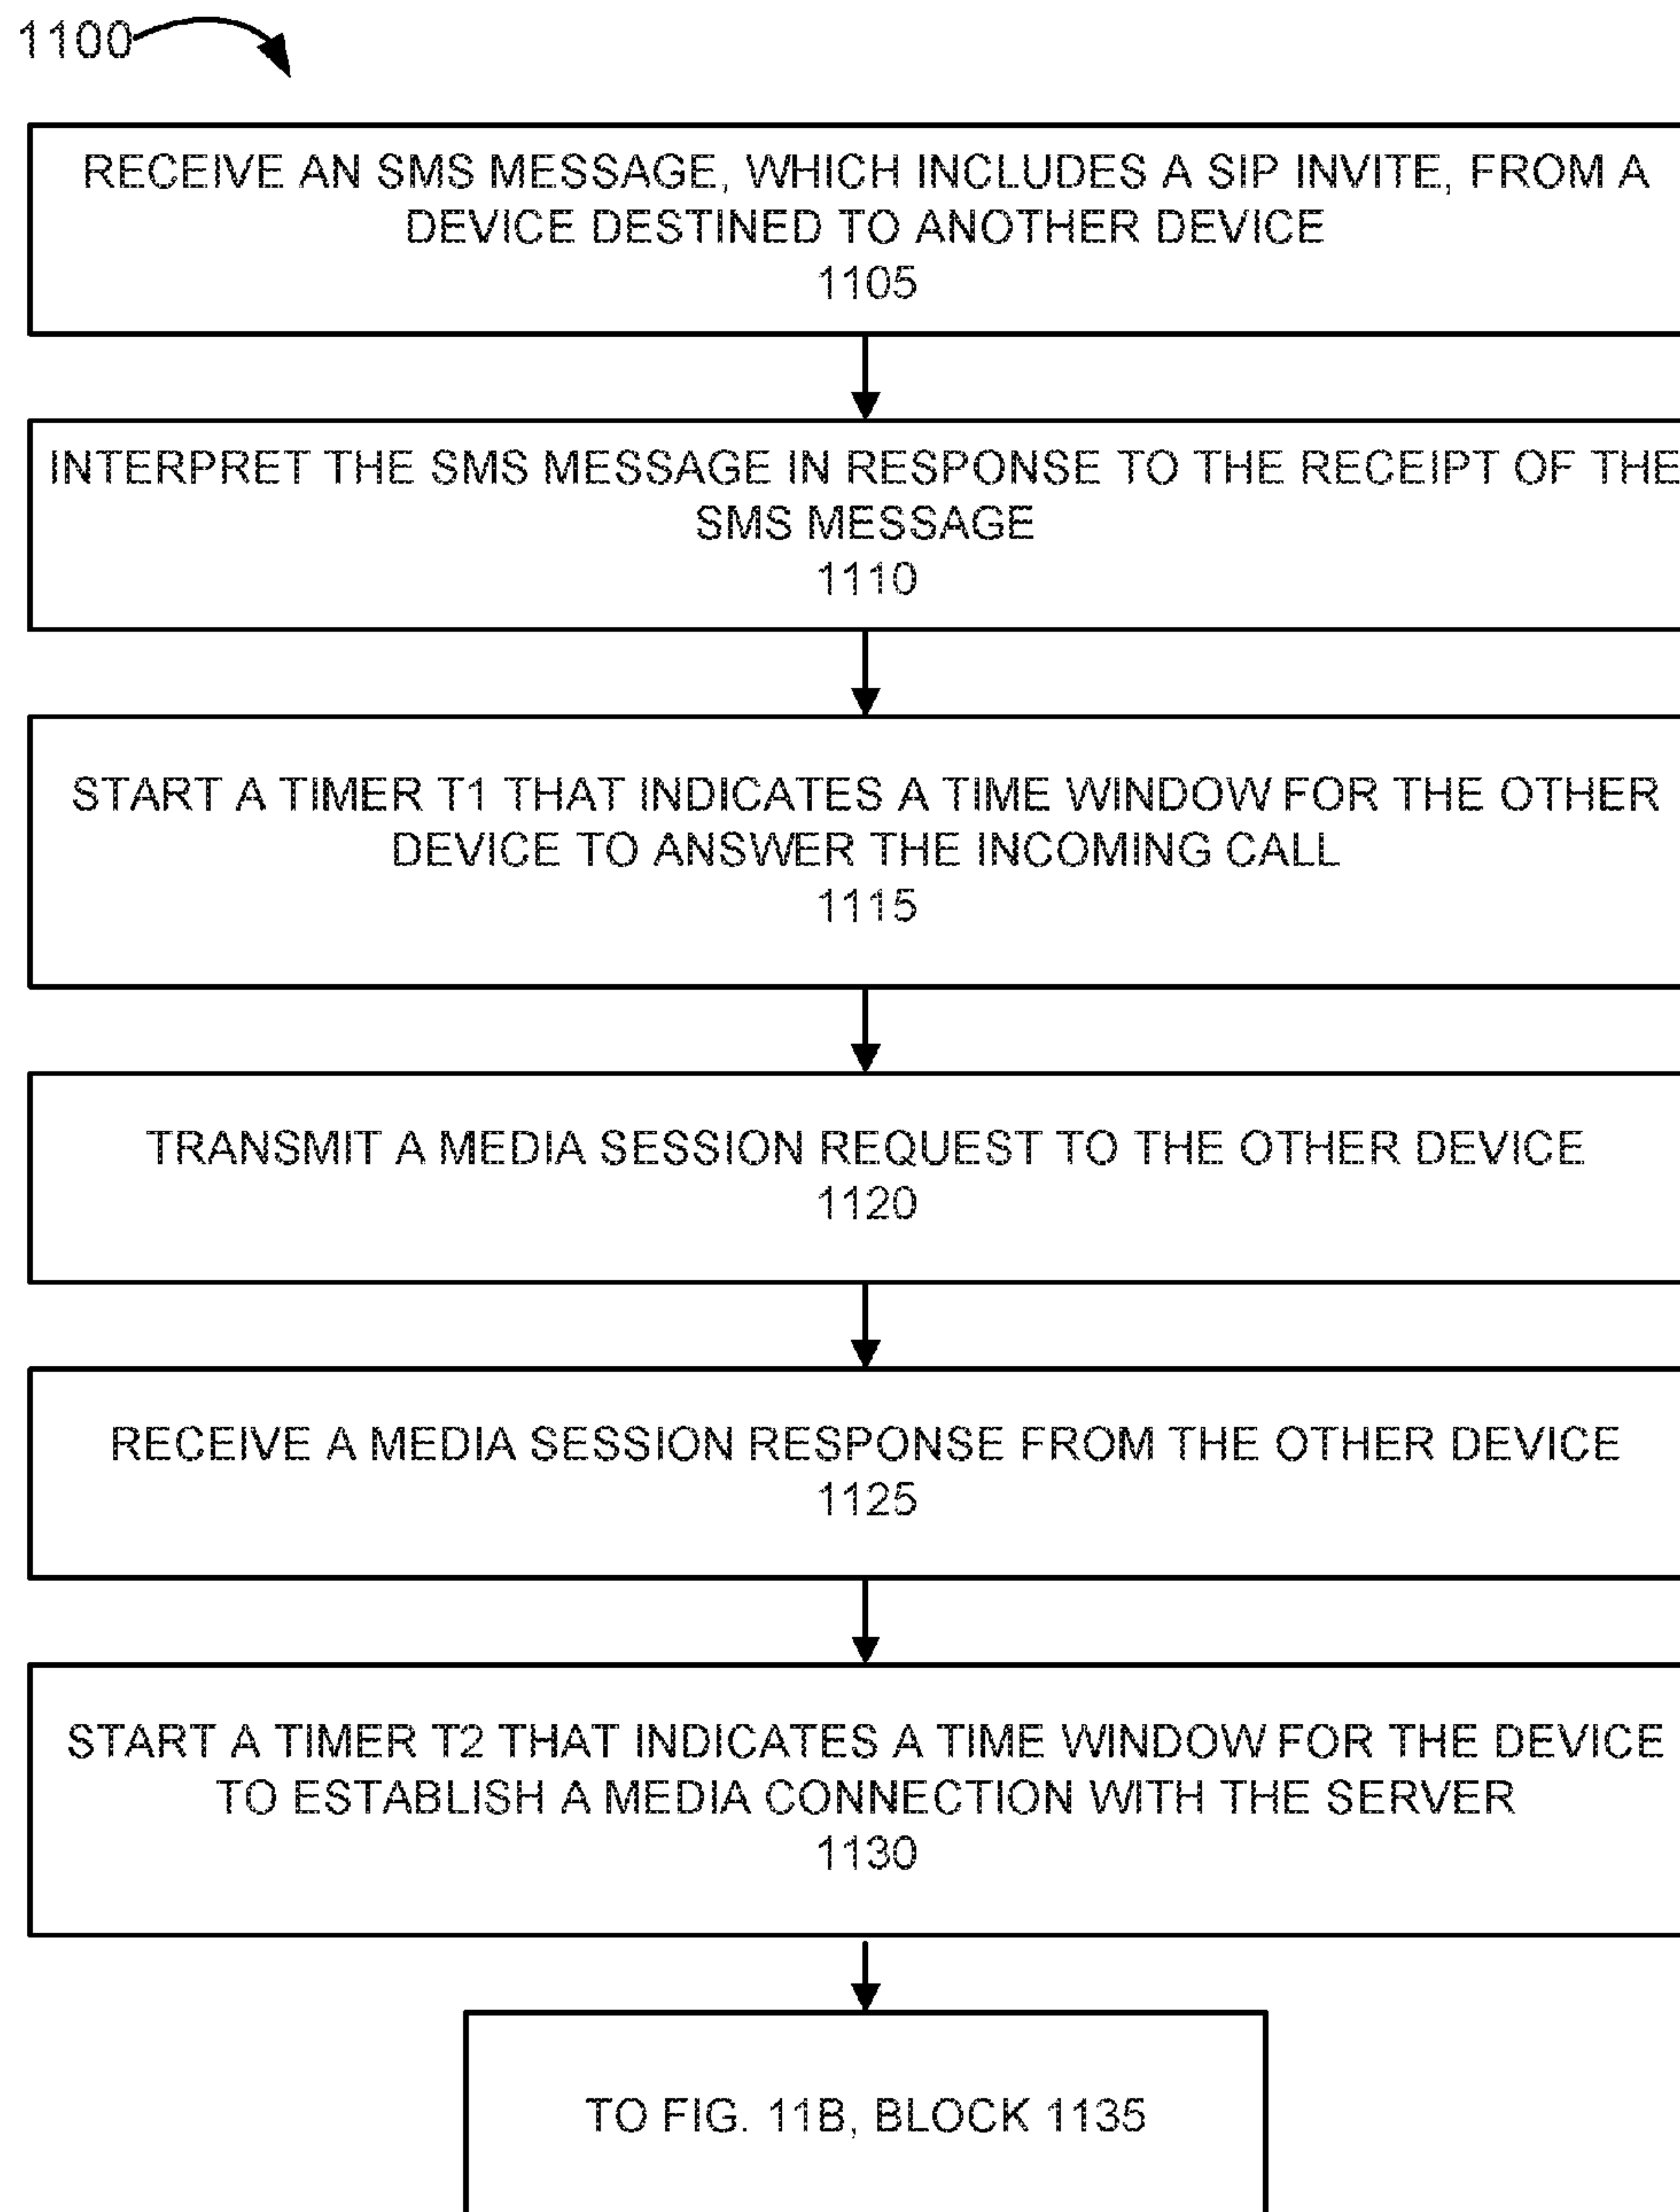 1100
RECEIVE AN SMS MESSAGE, WHICH INCLUDES A SIP INVITE, FROM A
DEVICE DESTINED TO ANOTHER DEVICE
1105
INTERPRET THE SMS MESSAGE IN RESPONSE TO THE RECEIPT OF THE
SMS MESSAGE
1110
START A TIMER T1 THAT INDICATES A TIME WINDOW FOR THE OTHER
DEVICE TO ANSWER THE INCOMING CALL
1115
TRANSMIT A MEDIA SESSION REQUEST TO THE OTHER DEVICE
1120
RECEIVE A MEDIA SESSION RESPONSE FROM THE OTHER DEVICE
1125
START A TIMER T2 THAT INDICATES A TIME WINDOW FOR THE DEVICE
TO ESTABLISH A MEDIA CONNECTION WITH THE SERVER
1130
TO FIG. 11B, BLOCK 1135